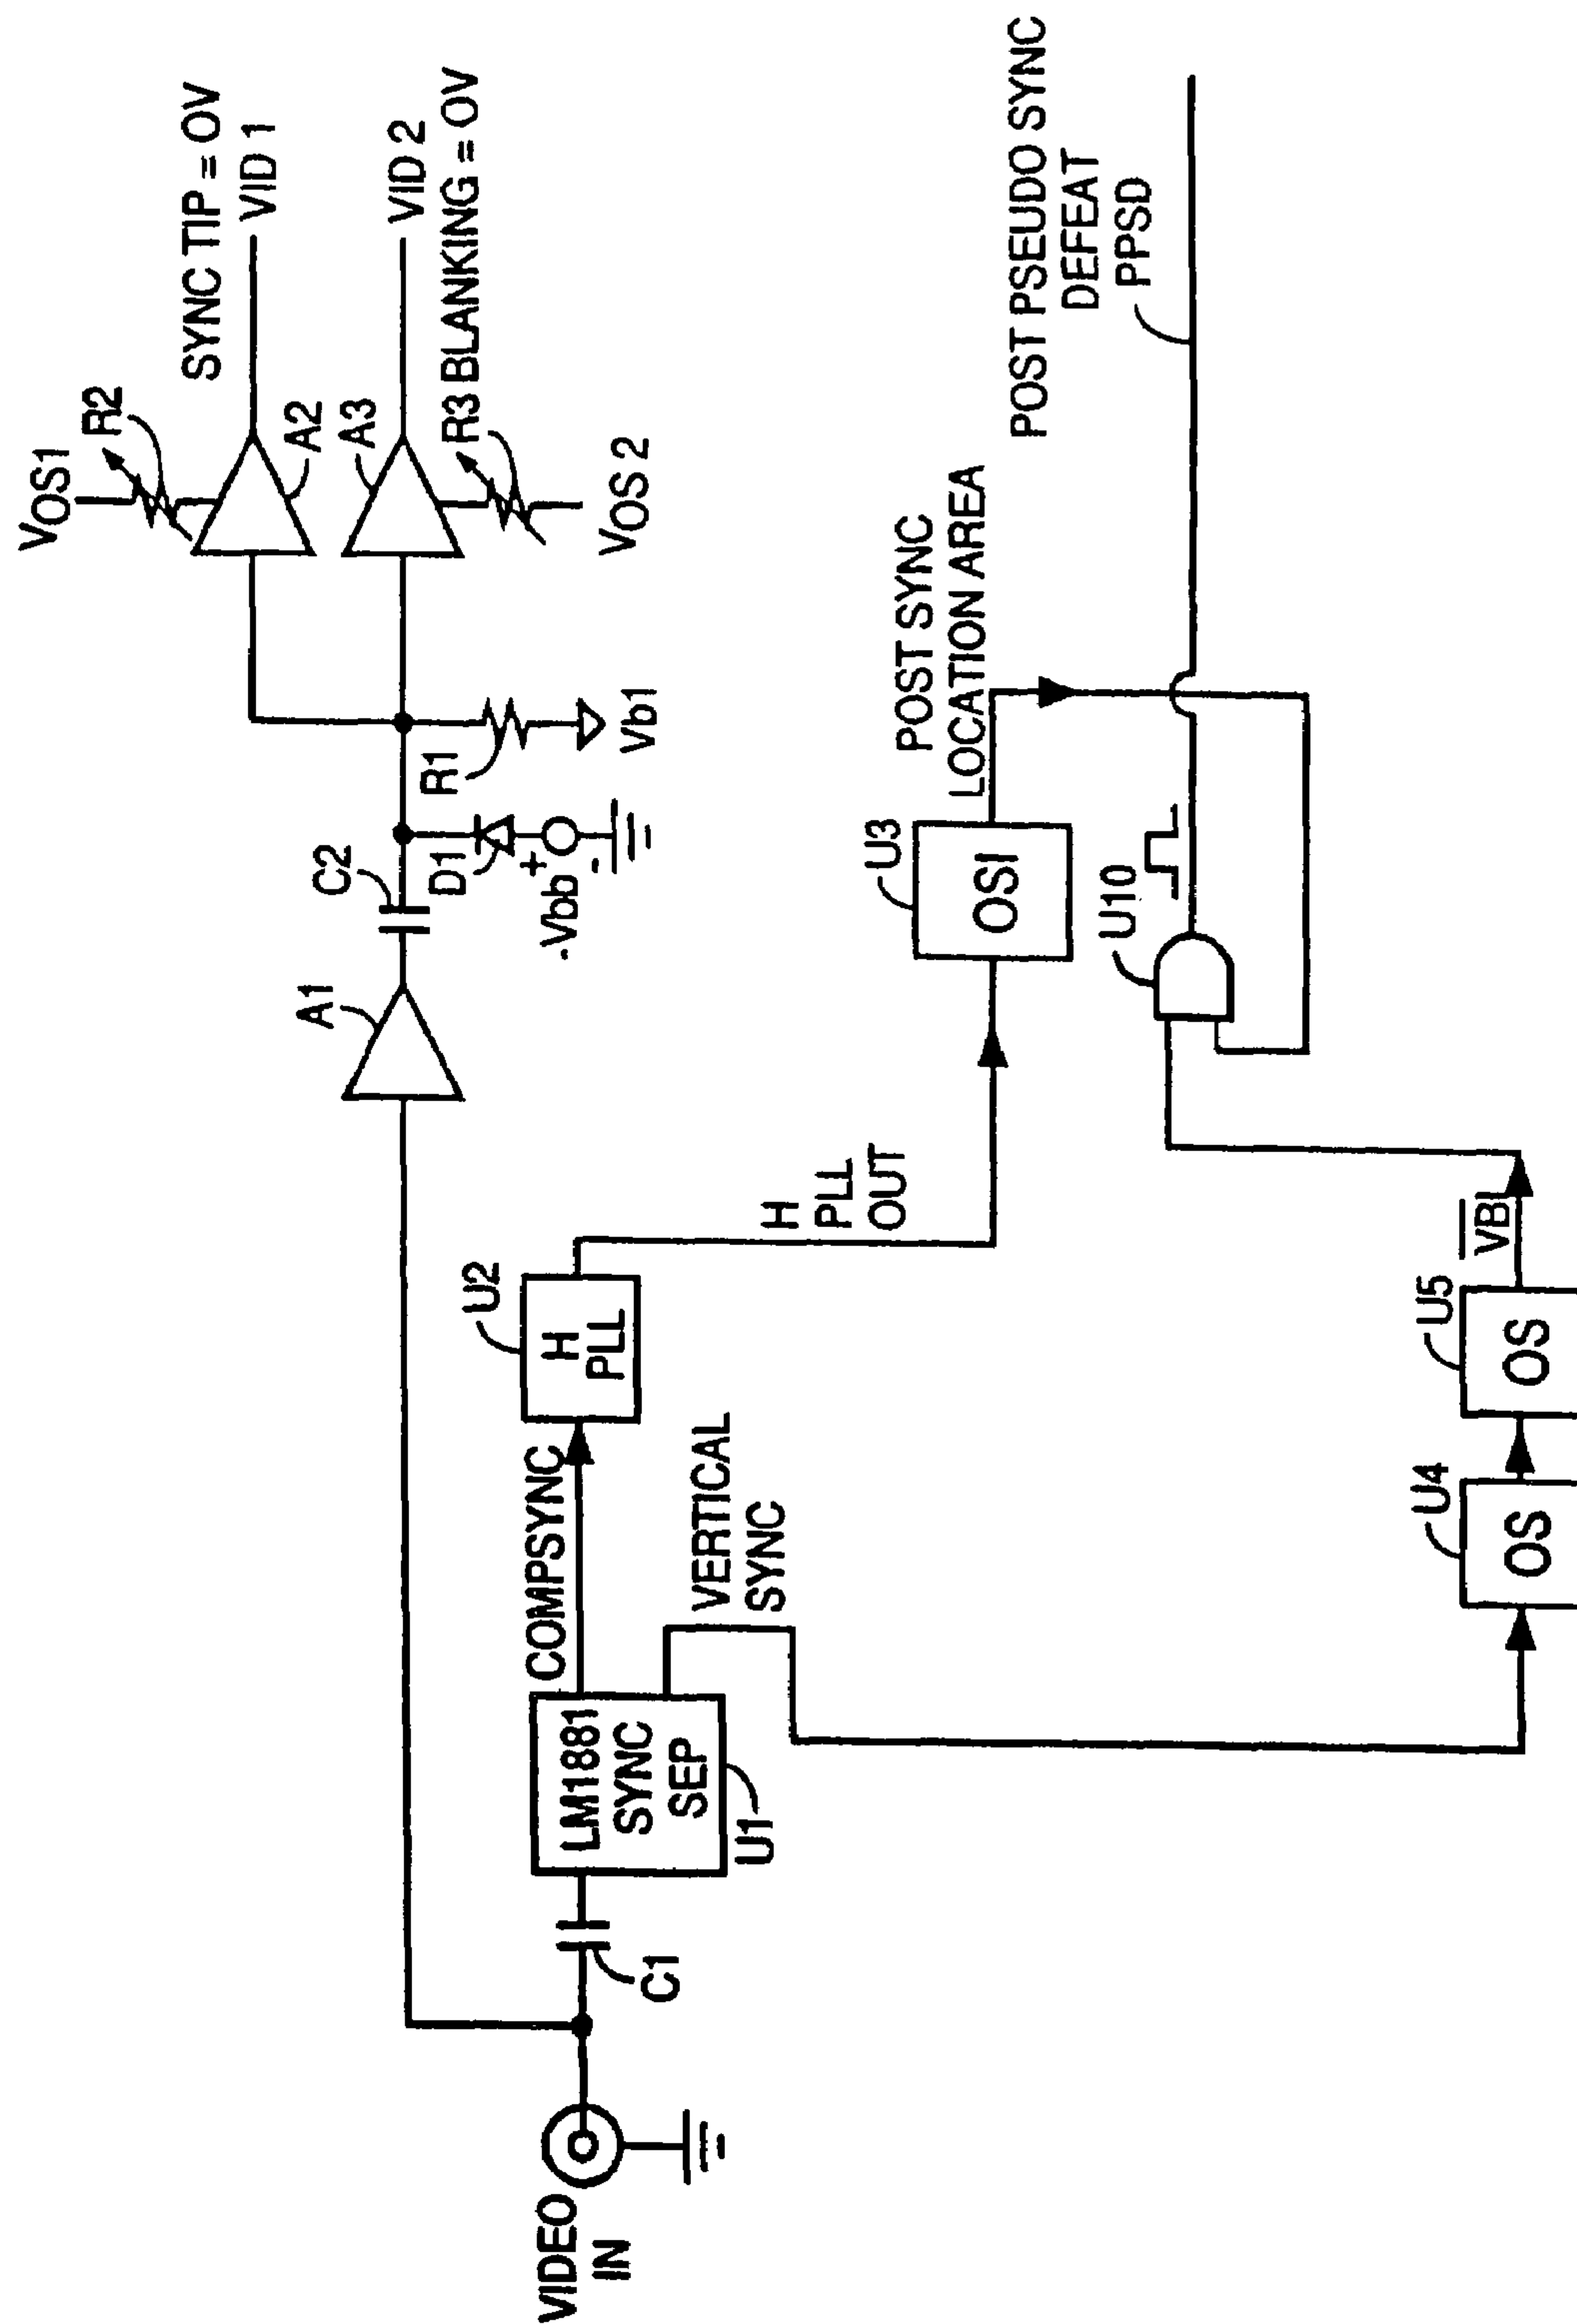 VOS1
R2
SYNC TIP = OV
VID 1
A2
A3
VID 2
R3 BLANKING = OV
VOS 2
A1
C2
D1
+
-Vbb
-
R1
Vb1
VIDEO
IN
C1
LM1881
SYNC
SEP
U1
COMPSYNC
VERTICAL
SYNC
U2
H
PLL
H
PLL
OUT
U3
OSI
POST SYNC
LOCATION AREA
U10
POST PSEUDO SYNC
DEFEAT
PPSD
U4
OS
U5
OS
VBI